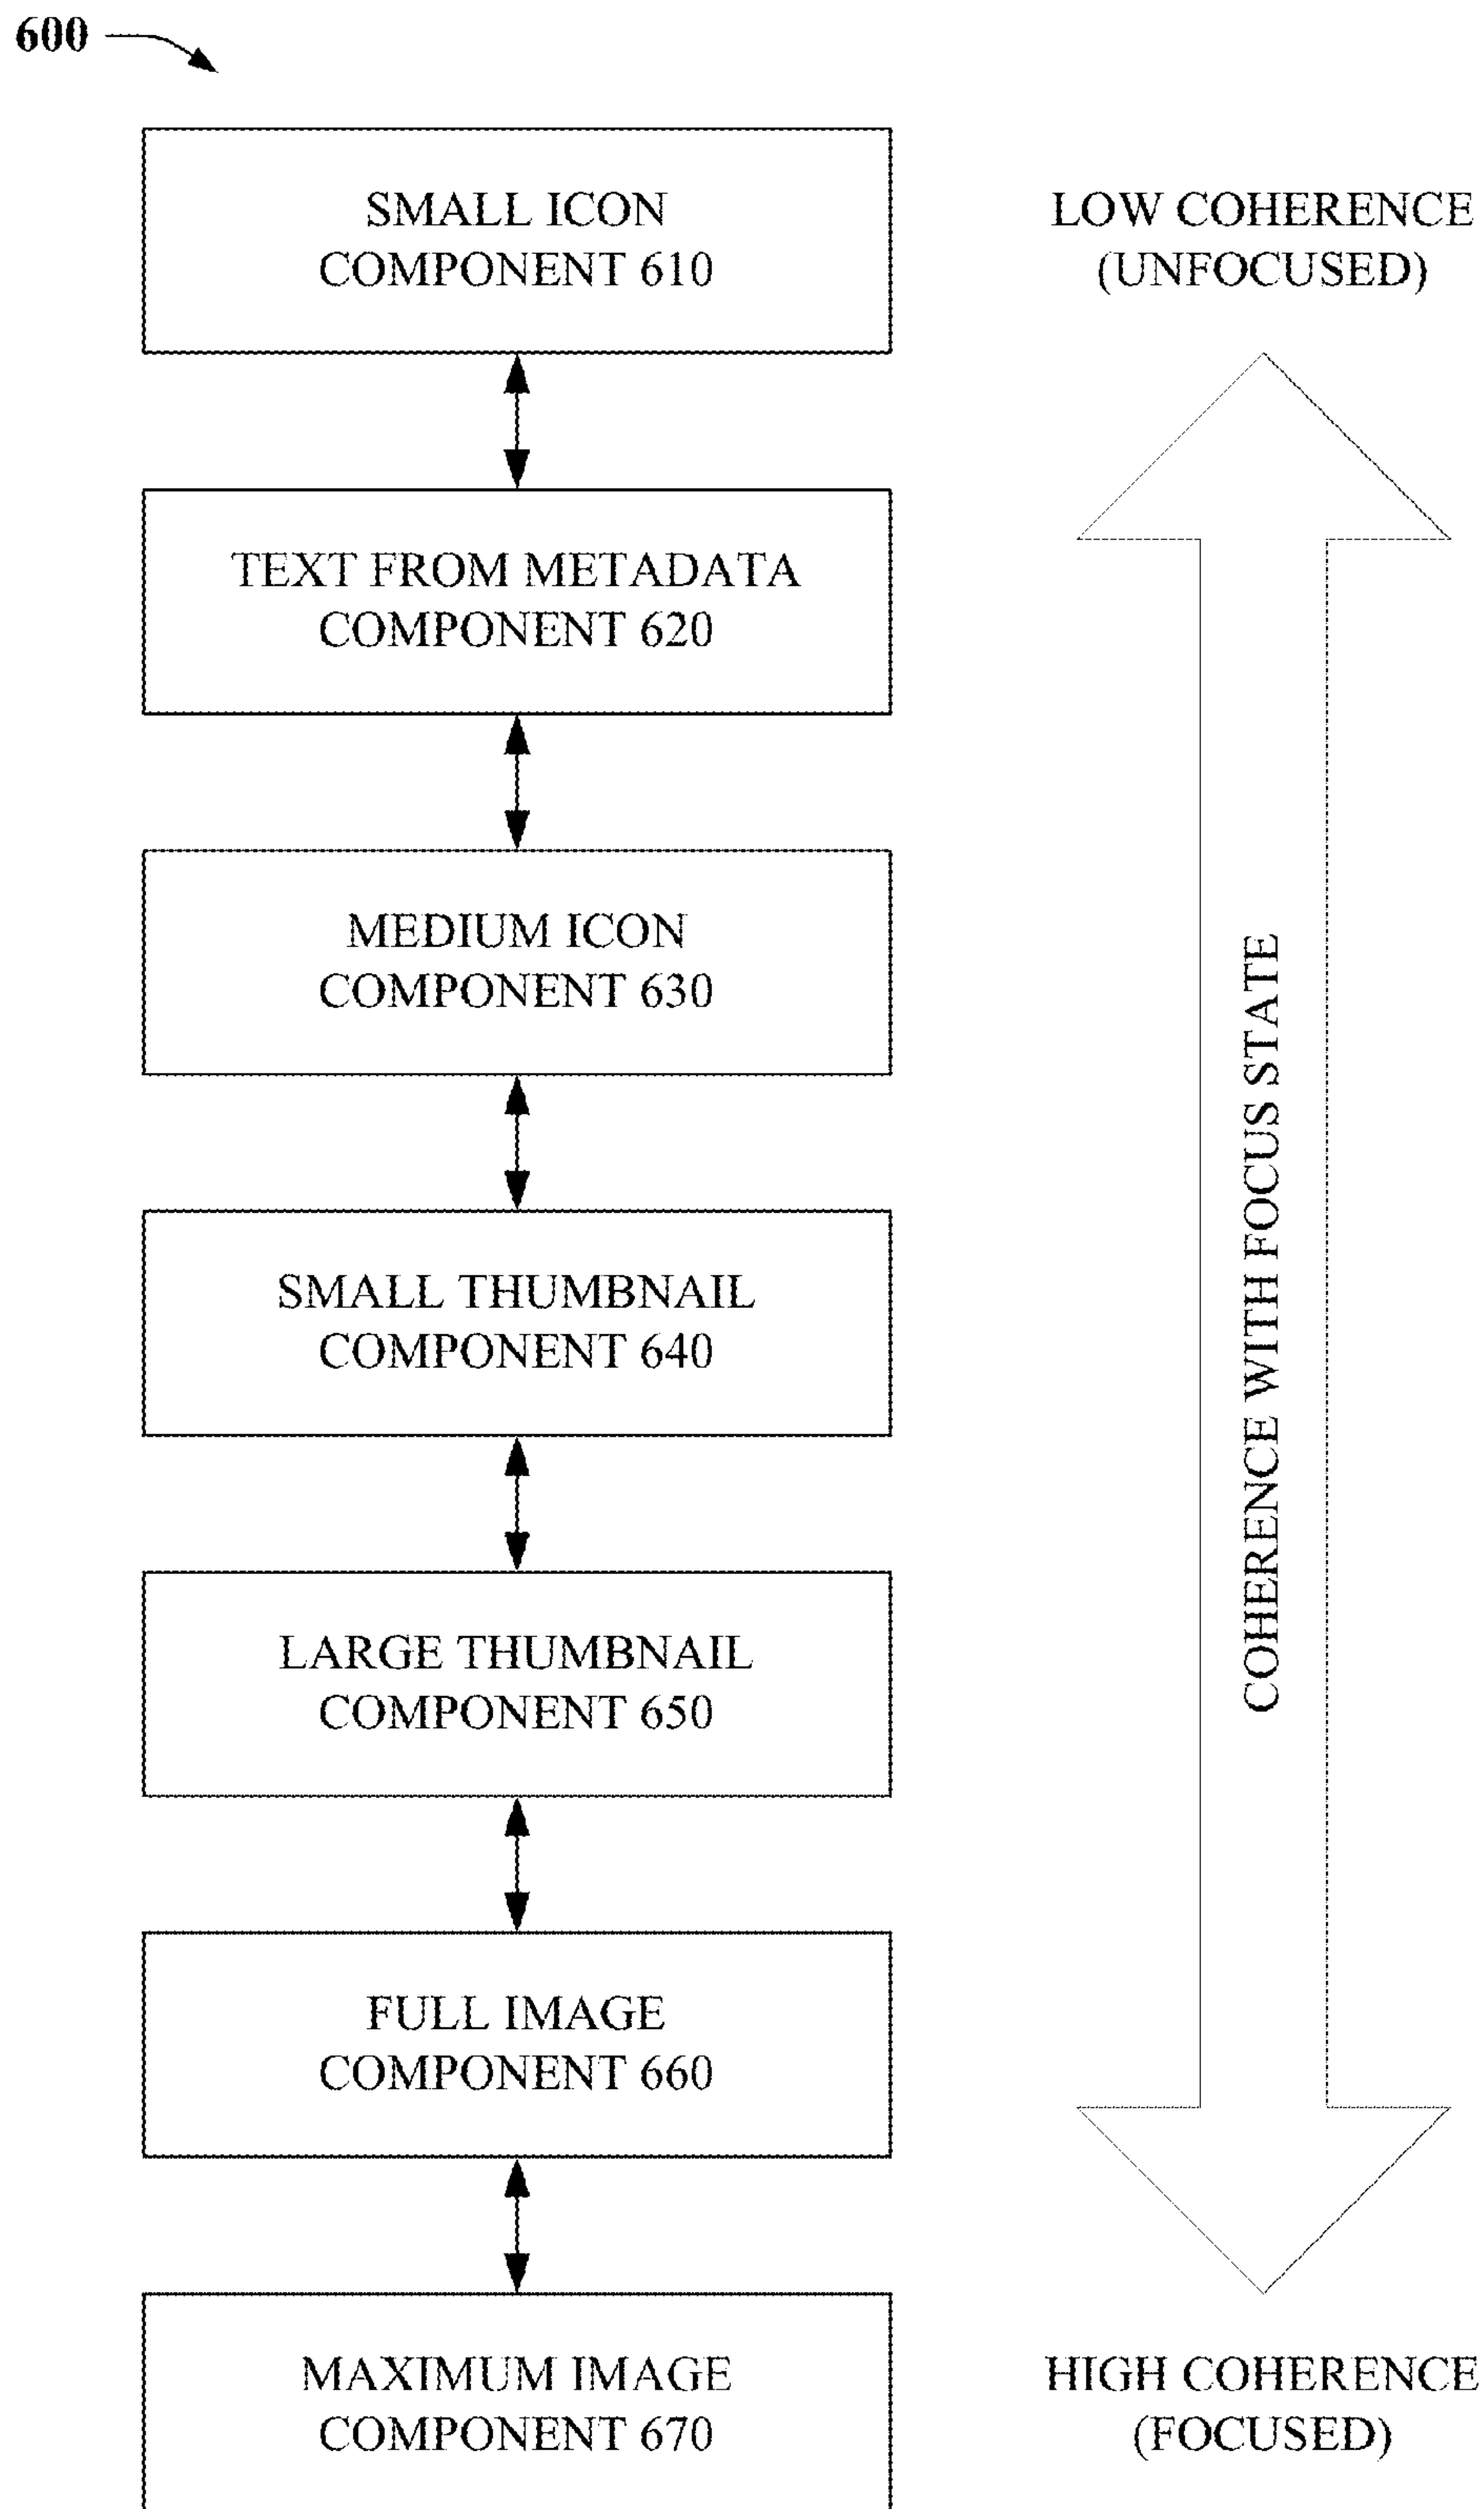 600
SMALL ICON
COMPONENT 610
LOW COHERENCE
(UNFOCUSED)
TEXT FROM METADATA
COMPONENT 620
MEDIUM ICON
COMPONENT 630
SMALL THUMBNAIL
COMPONENT 640
LARGE THUMBNAIL
COMPONENT 650
FULL IMAGE
COMPONENT 660
MAXIMUM IMAGE
COMPONENT 670
COHERENCE WITH FOCUS STATE
HIGH COHERENCE
(FOCUSED)